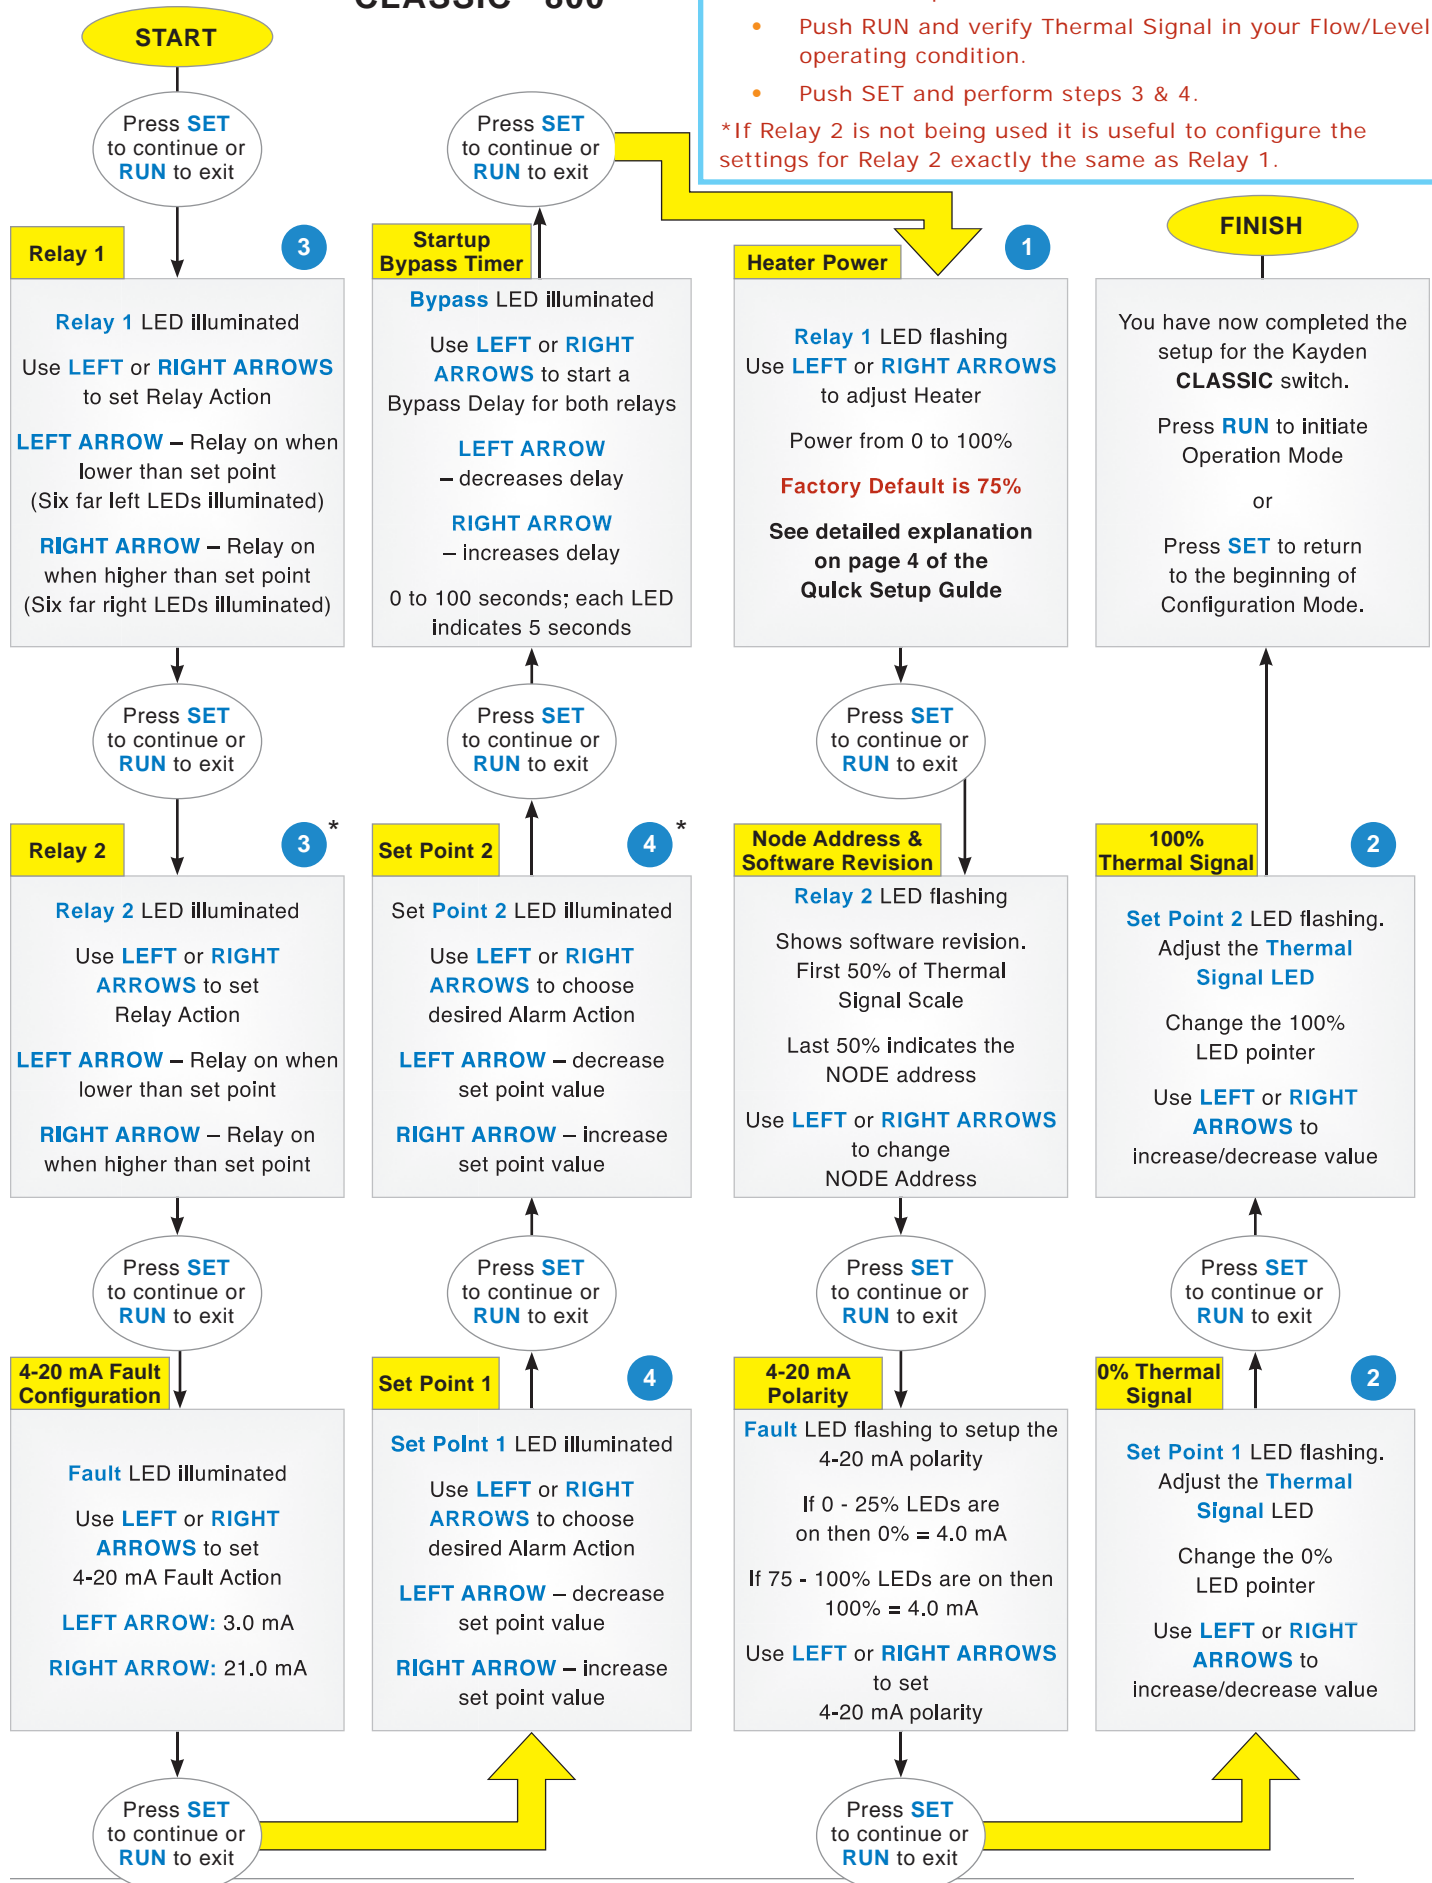 START
Press SET
to continue or
RUN to exit
Relay 1
3
Relay 1 LED illuminated
Use LEFT or RIGHT ARROWS
to set Relay Action
LEFT ARROW – Relay on when
lower than set point
(Six far left LEDs illuminated)
RIGHT ARROW – Relay on
when higher than set point
(Six far right LEDs illuminated)
Press SET
to continue or
RUN to exit
Relay 2
3 *
Relay 2 LED illuminated
Use LEFT or RIGHT
ARROWS to set
Relay Action
LEFT ARROW – Relay on when
lower than set point
RIGHT ARROW – Relay on
when higher than set point
Press SET
to continue or
RUN to exit
4-20 mA Fault
Configuration
Fault LED illuminated
Use LEFT or RIGHT
ARROWS to set
4-20 mA Fault Action
LEFT ARROW: 3.0 mA
RIGHT ARROW: 21.0 mA
Press SET
to continue or
RUN to exit
Set Point 1
4
Set PoInt 1 LED illuminated
Use LEFT or RIGHT
ARROWS to choose
desired Alarm Action
LEFT ARROW – decrease
set point value
RIGHT ARROW – increase
set point value
Press SET
to continue or
RUN to exit
Set Point 2
4 *
Set Point 2 LED illuminated
Use LEFT or RIGHT
ARROWS to choose
desired Alarm Action
LEFT ARROW – decrease
set point value
RIGHT ARROW – increase
set point value
Press SET
to continue or
RUN to exit
Startup
Bypass Timer
Bypass LED illuminated
Use LEFT or RIGHT
ARROWS to start a
Bypass Delay for both relays
LEFT ARROW
– decreases delay
RIGHT ARROW
– increases delay
0 to 100 seconds; each LED
indicates 5 seconds
Press SET
to continue or
RUN to exit
CLASSIC 800
• Push RUN and verify Thermal Signal in your Flow/Level
operating condition.
• Push SET and perform steps 3 & 4.
*If Relay 2 is not being used it is useful to configure the
settings for Relay 2 exactly the same as Relay 1.
Heater Power
1
Relay 1 LED flashing
Use LEFT or RIGHT ARROWS
to adjust Heater
Power from 0 to 100%
Factory Default is 75%
See detailed explanation
on page 4 of the
QuIck Setup GuIde
Press SET
to continue or
RUN to exit
Node Address &
Software Revision
Relay 2 LED flashing
Shows software revision.
First 50% of Thermal
Signal Scale
Last 50% indicates the
NODE address
Use LEFT or RIGHT ARROWS
to change
NODE Address
Press SET
to continue or
RUN to exit
4-20 mA
Polarity
Fault LED flashing to setup the
4-20 mA polarity
If 0 - 25% LEDs are
on then 0% = 4.0 mA
If 75 - 100% LEDs are on then
100% = 4.0 mA
Use LEFT or RIGHT ARROWS
to set
4-20 mA polarity
Press SET
to continue or
RUN to exit
0% Thermal
Signal
2
Set Point 1 LED flashing.
Adjust the Thermal
Signal LED
Change the 0%
LED pointer
Use LEFT or RIGHT
ARROWS to
increase/decrease value
Press SET
to continue or
RUN to exit
100%
Thermal Signal
2
Set Point 2 LED flashing.
Adjust the Thermal
Signal LED
Change the 100%
LED pointer
Use LEFT or RIGHT
ARROWS to
increase/decrease value
FINISH
You have now completed the
setup for the Kayden
CLASSIC switch.
Press RUN to initiate
Operation Mode
or
Press SET to return
to the beginning of
Configuration Mode.